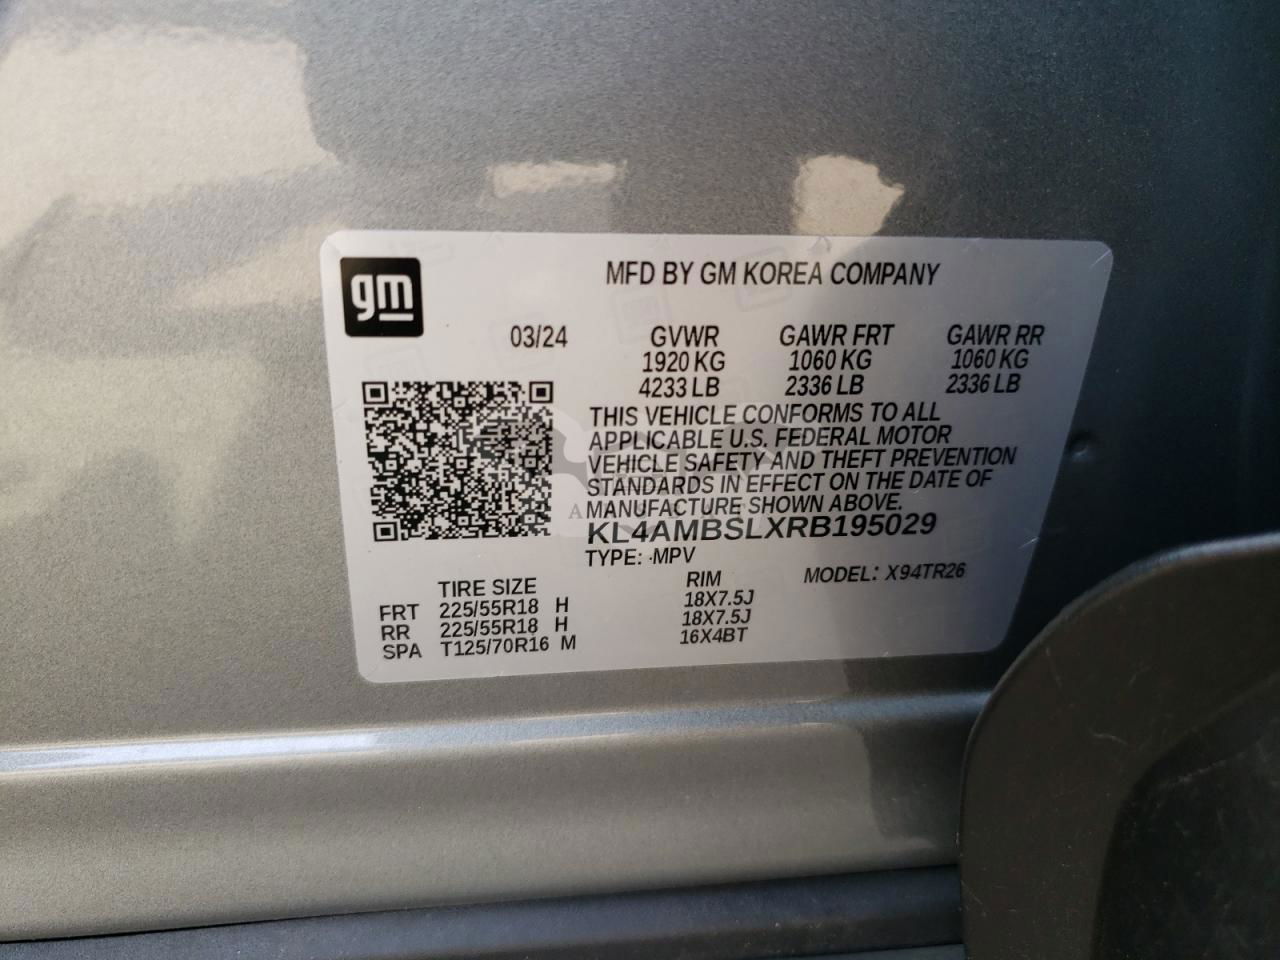 gm
MFD BY GM KOREA COMPANY
03/24 GVWR GAWR FRT GAWR RR
1920 KG 1060 KG 1060 KG
4233 LB 2336 LB 2336 LB
THIS VEHICLE CONFORMS TO ALL
APPLICABLE U.S. FEDERAL MOTOR
VEHICLE SAFETY AND THEFT PREVENTION
STANDARDS IN EFFECT ON THE DATE OF
MANUFACTURE SHOWN ABOVE.
KL4AMBSLXRB195029
TYPE: MPV MODEL: X94TR26
TIRE SIZE RIM
FRT 225/55R18 H 18X7.5J
RR 225/55R18 H 18X7.5J
SPA T125/70R16 M 16X4BT